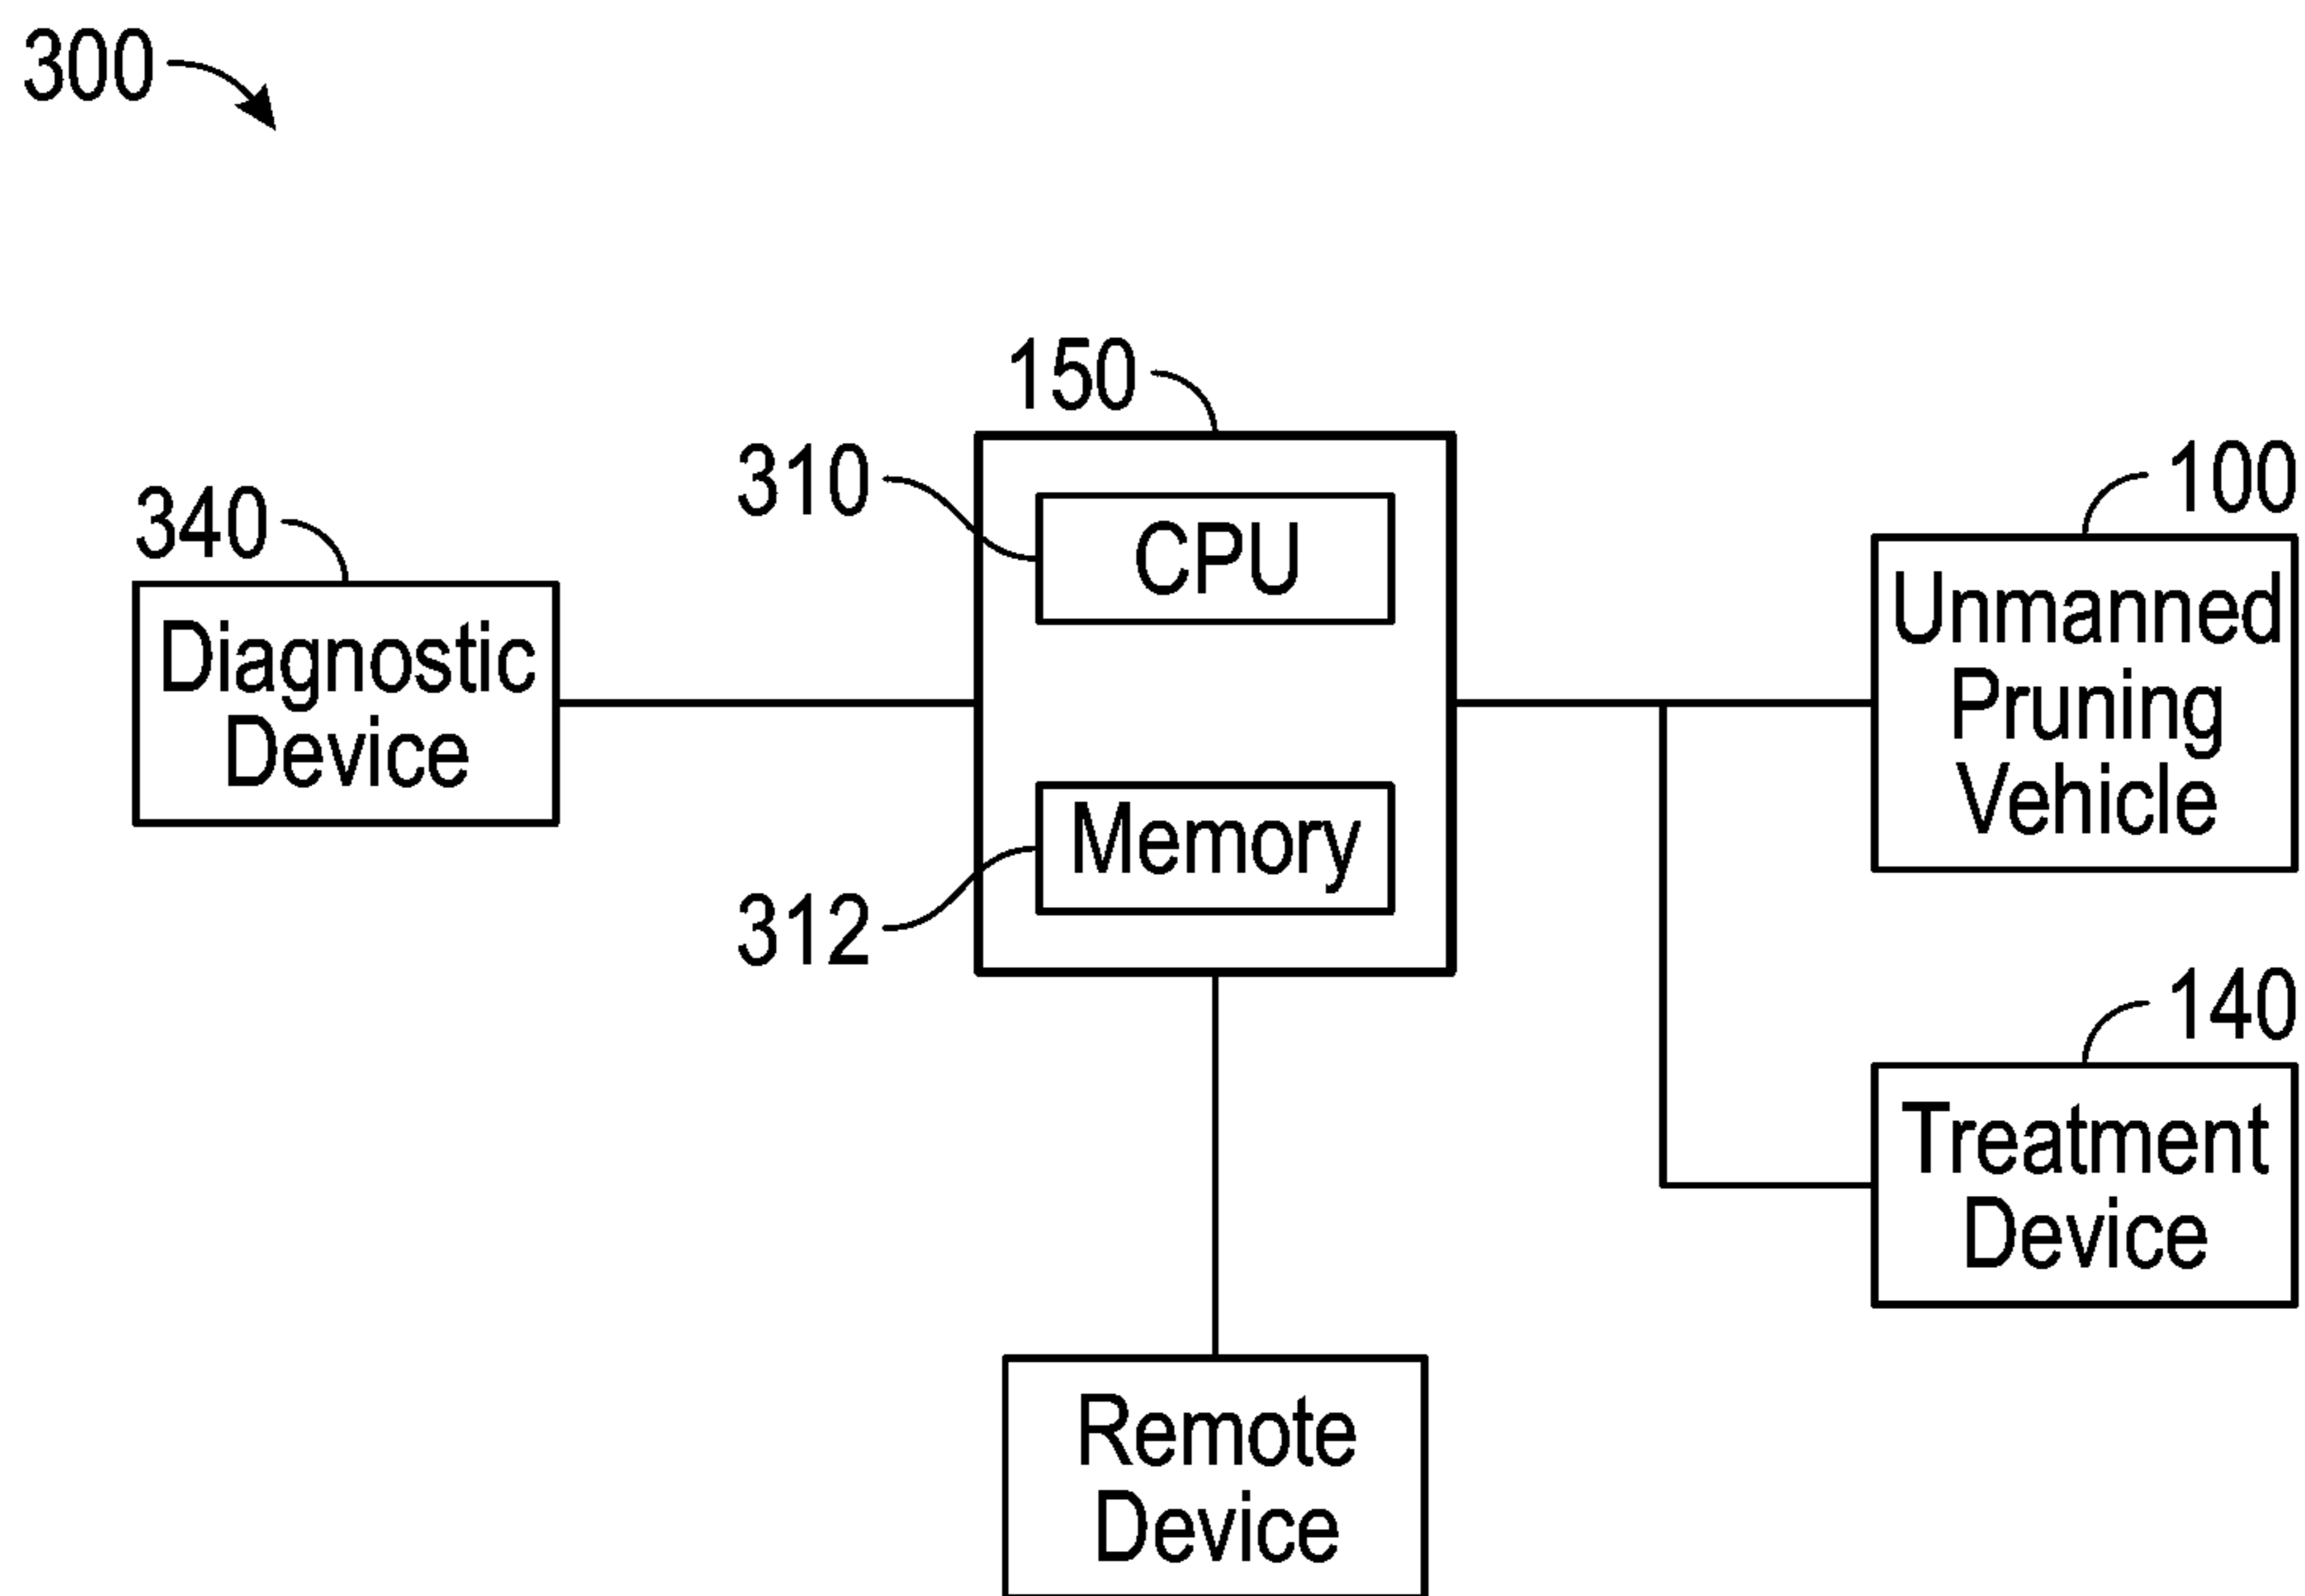 300
150
310
CPU
340
Diagnostic
Device
100
Unmanned
Pruning
Vehicle
Memory
312
140
Treatment
Device
Remote
Device